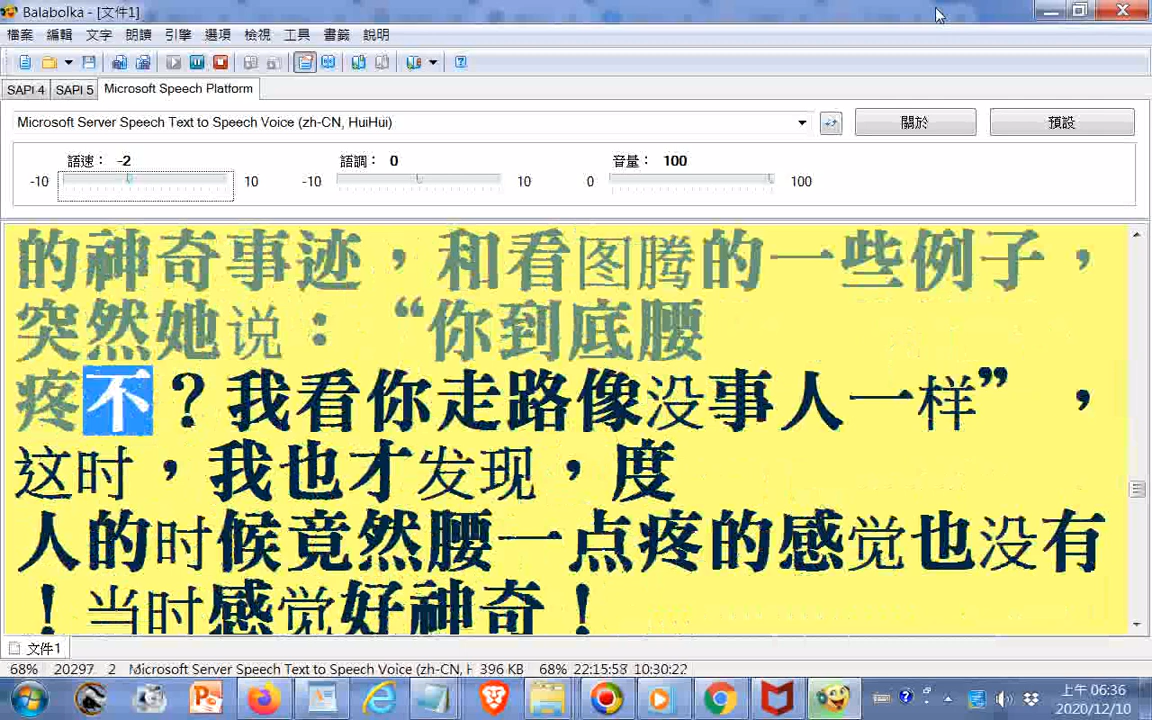 Balabolka - [文件1]
檔案 編輯 文字 朗讀 引擎 選項 檢視 工具 書籤 說明
SAPI 4 SAPI 5 Microsoft Speech Platform
Microsoft Server Speech Text to Speech Voice (zh-CN, HuiHui) 關於 預設
語速： -2 語調： 0 音量： 100
-10 10 -10 10 0 100
的神奇事迹，和看图腾的一些例子，
突然她说：“你到底腰
疼不？我看你走路像没事人一样”，
这时，我也才发现，度
人的时候竟然腰一点疼的感觉也没有
！当时感觉好神奇！
文件1
68% 20297 2 Microsoft Server Speech Text to Speech Voice (zh-CN, H 396 KB 68% 22:15:58 10:30:22
上午 06:36
2020/12/10